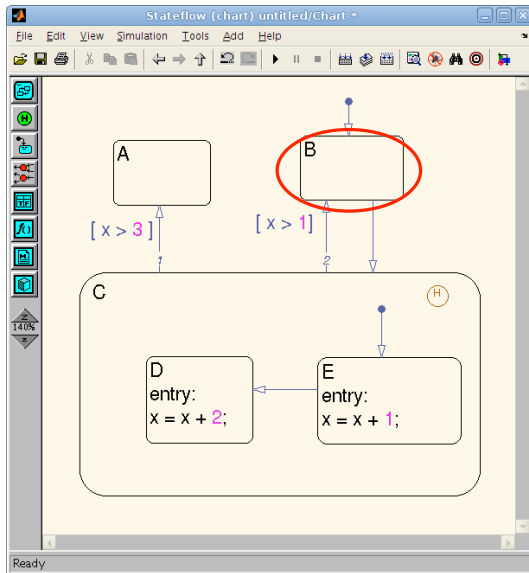 Stateflow (chart) untitled/Chart *
File Edit View Simulation Tools Add Help
A
B
[ x > 3 ]
[ x > 1]
1
2
C
H
D
entry:
x = x + 2;
E
entry:
x = x + 1;
140%
Ready